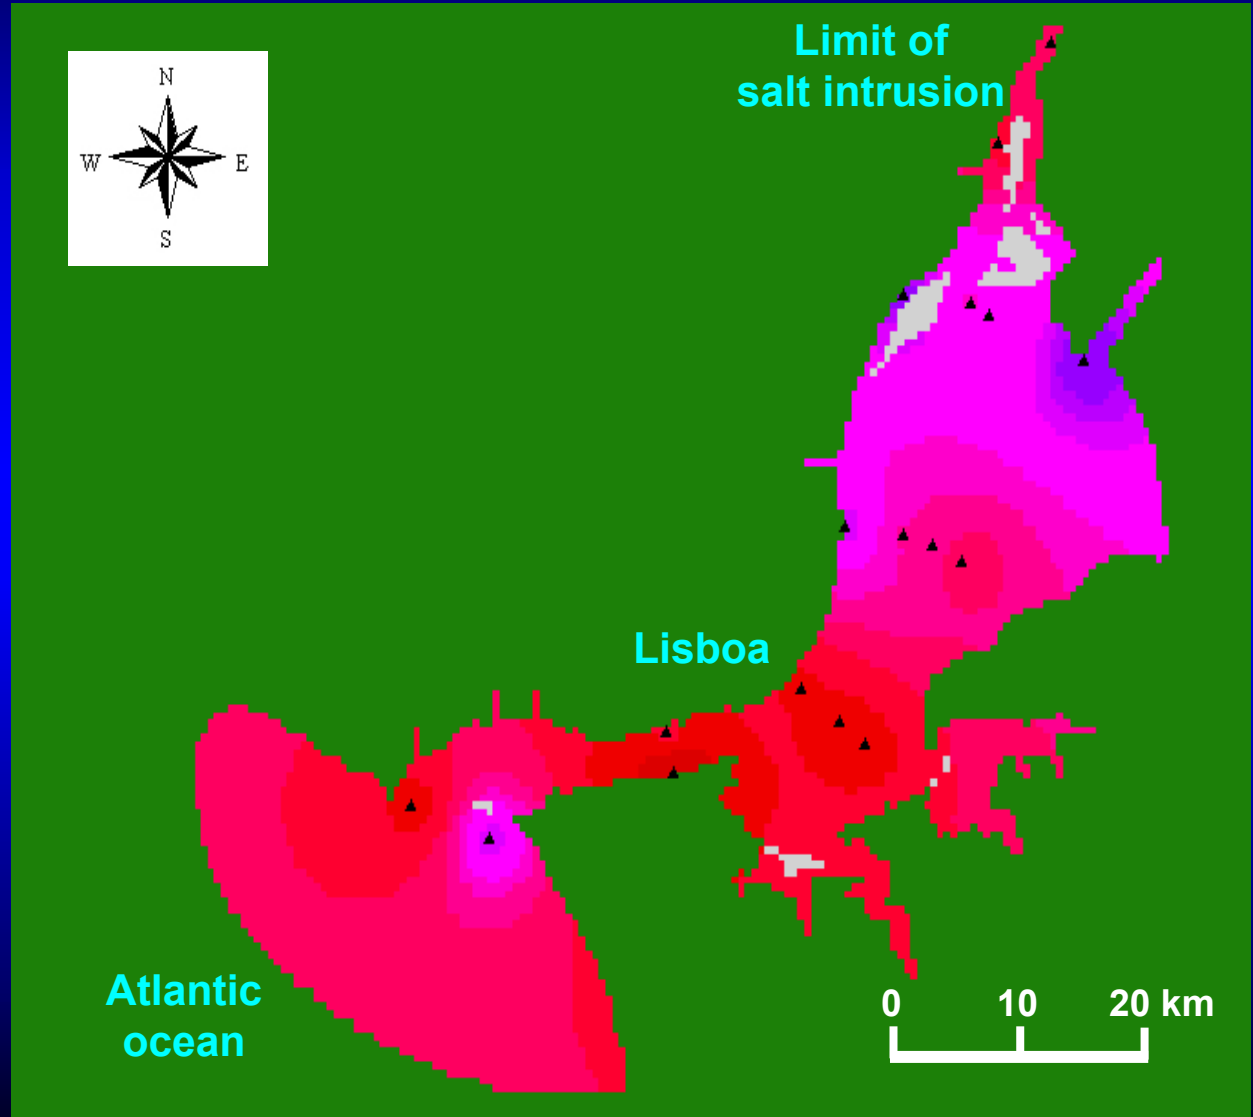 Limit of
salt intrusion
N
W E
S
Lisboa
Atlantic
ocean
0 10 20 km